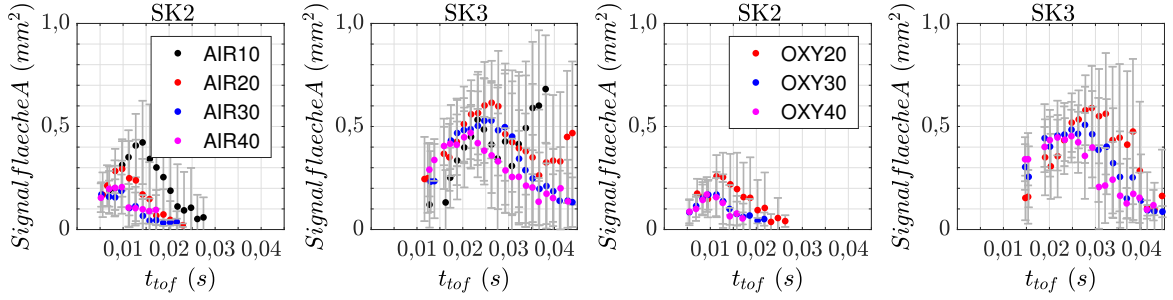 SK2
Signalflaeche A (mm²)
1,0
0,5
0
AIR10
AIR20
AIR30
AIR40
0,01 0,02 0,03 0,04
t_tof (s)
SK3
Signalflaeche A (mm²)
1,0
0,5
0
0,01 0,02 0,03 0,04
t_tof (s)
SK2
Signalflaeche A (mm²)
1,0
0,5
0
OXY20
OXY30
OXY40
0,01 0,02 0,03 0,04
t_tof (s)
SK3
Signalflaeche A (mm²)
1,0
0,5
0
0,01 0,02 0,03 0,04
t_tof (s)